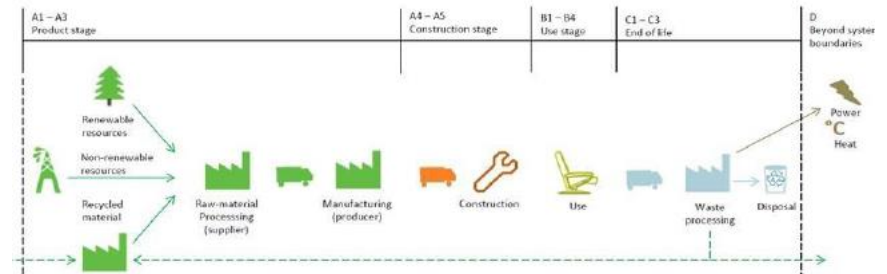 A1 – A3
Product stage
A4 – A5
Construction stage
B1 – B4
Use stage
C1 – C3
End of life
D
Beyond system
boundaries
Renewable
resources
Non-renewable
resources
Recycled
material
Raw-material
Processsing
(supplier)
Manufacturing
(producer)
Construction
Use
Waste
processing
Disposal
Power
°C
Heat